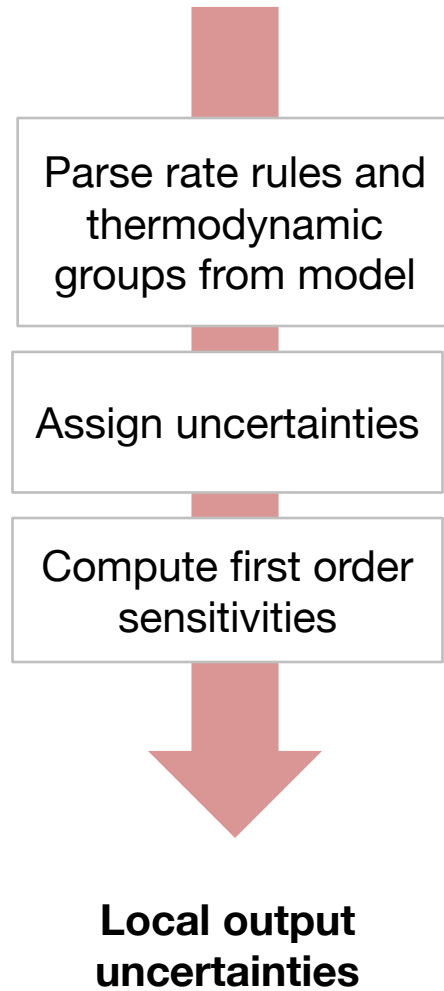 Parse rate rules and
thermodynamic
groups from model
Assign uncertainties
Compute first order
sensitivities
Local output
uncertainties